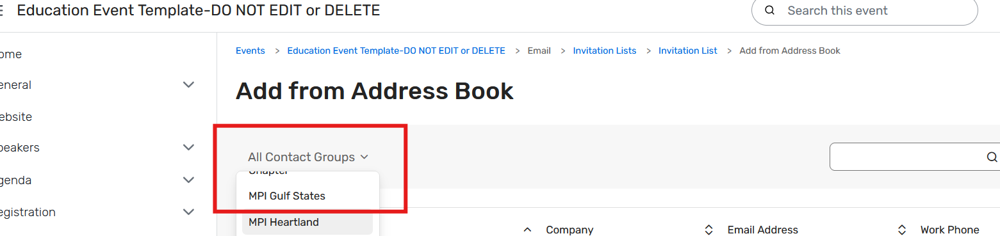 Education Event Template-DO NOT EDIT or DELETE
Search this event
ome
Events > Education Event Template-DO NOT EDIT or DELETE > Email > Invitation Lists > Invitation List > Add from Address Book
eneral
Add from Address Book
ebsite
peakers
All Contact Groups
Chapter
genda
MPI Gulf States
egistration
MPI Heartland
Company
Email Address
Work Phone